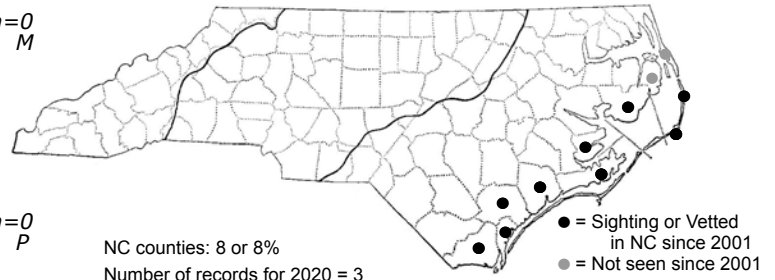 n=0
M
n=0
P
NC counties: 8 or 8%
Number of records for 2020 = 3
= Sighting or Vetted
in NC since 2001
= Not seen since 2001